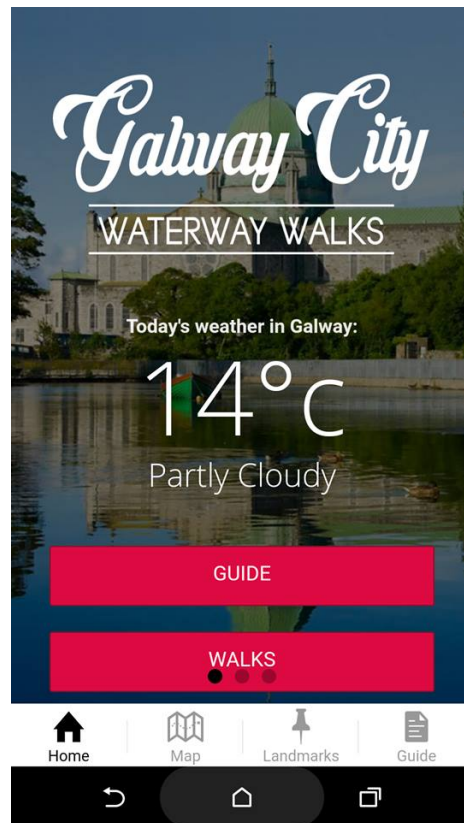 Galway City
WATERWAY WALKS
Today's weather in Galway:
14°c
Partly Cloudy
GUIDE
WALKS
Home Map Landmarks Guide